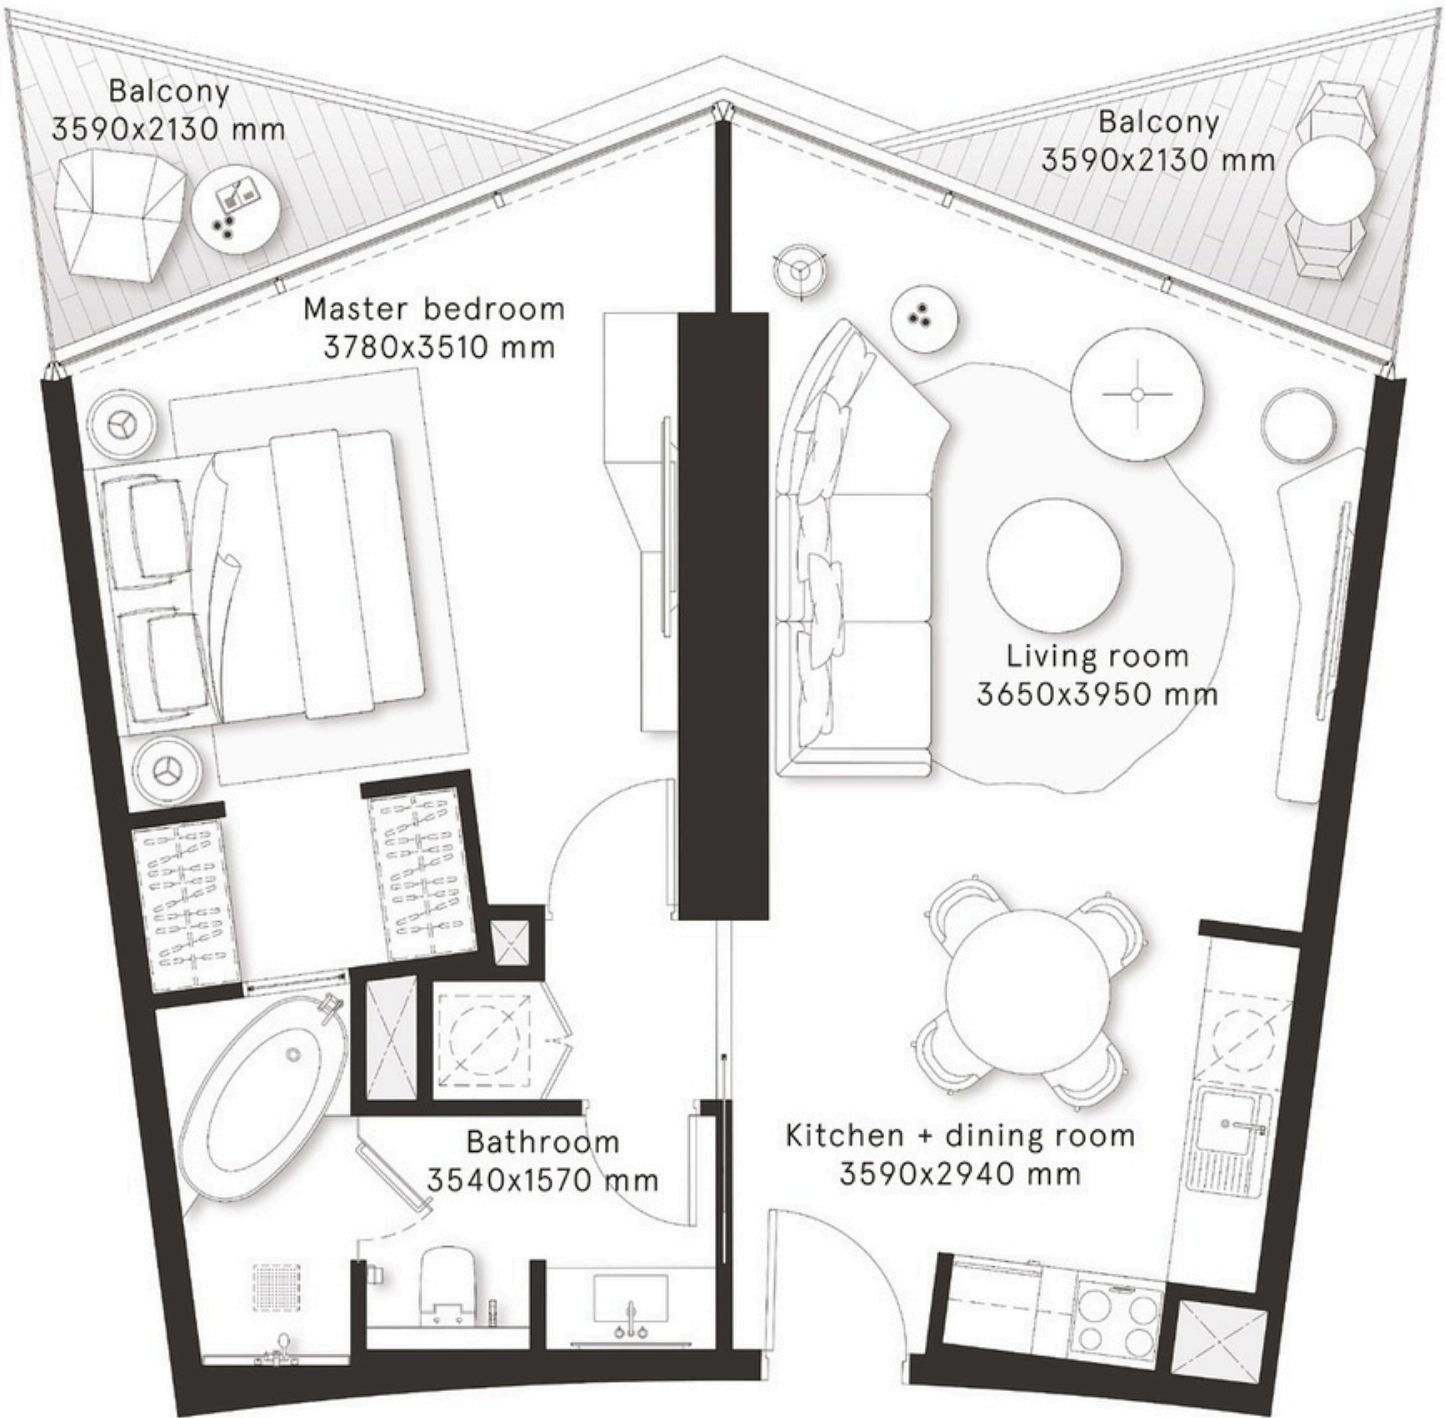 Balcony
3590x2130 mm
Balcony
3590x2130 mm
Master bedroom
3780x3510 mm
Living room
3650x3950 mm
Kitchen + dining room
3590x2940 mm
Bathroom
3540x1570 mm